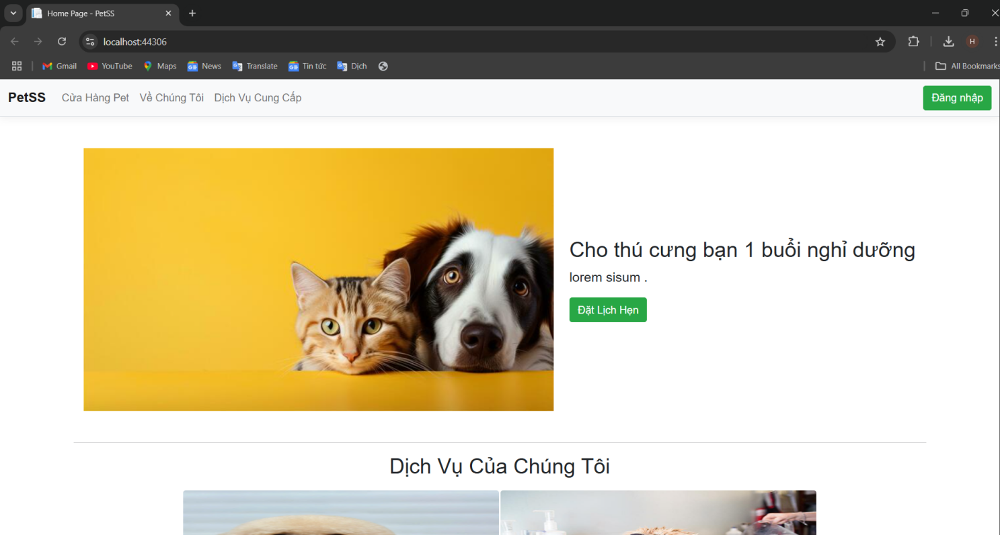 Home Page - PetSS
localhost:44306
H
Gmail YouTube Maps News Translate Tin tức Dịch All Bookmarks
PetSS Cửa Hàng Pet Về Chúng Tôi Dịch Vụ Cung Cấp Đăng nhập
Cho thú cưng bạn 1 buổi nghỉ dưỡng
lorem sisum .
Đặt Lịch Hẹn
Dịch Vụ Của Chúng Tôi